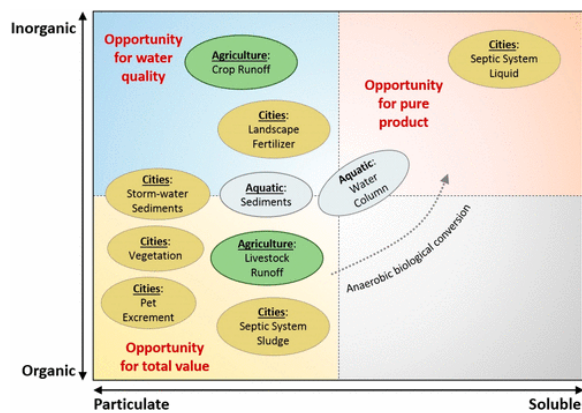 Inorganic
Opportunity
for water
quality
Agriculture:
Crop Runoff
Cities:
Septic System
Liquid
Opportunity
for pure
product
Cities:
Landscape
Fertilizer
Aquatic:
Water
Column
Cities:
Storm-water
Sediments
Aquatic:
Sediments
Cities:
Vegetation
Agriculture:
Livestock
Runoff
Anaerobic biological conversion
Cities:
Pet
Excrement
Cities:
Septic System
Sludge
Opportunity
for total value
Organic
Particulate
Soluble